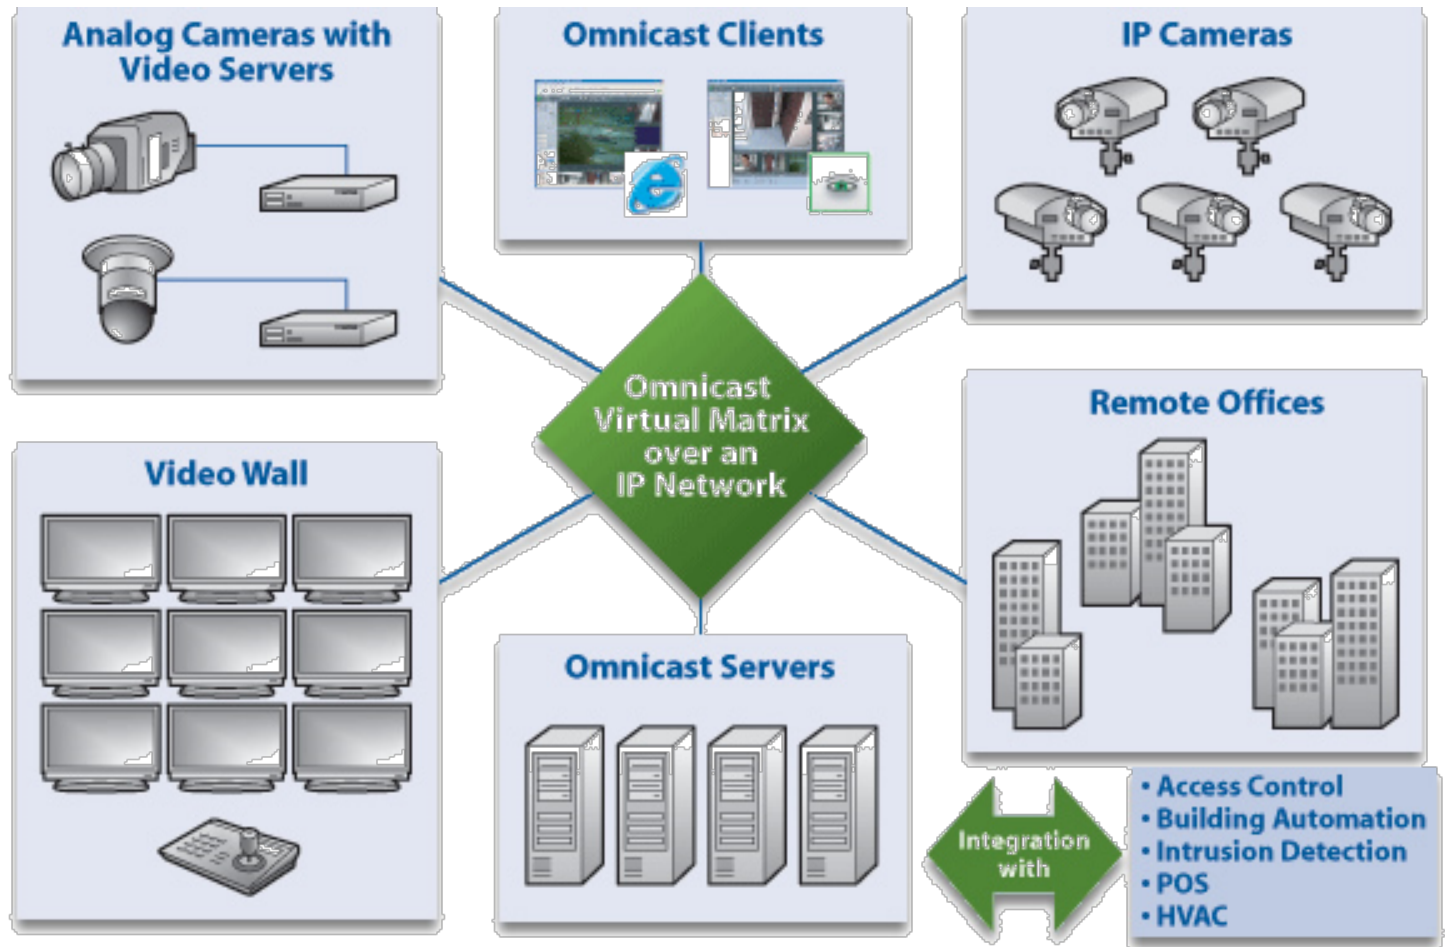 Analog Cameras with
Video Servers
Omnicast Clients
IP Cameras
Omnicast
Virtual Matrix
over an
IP Network
Remote Offices
Video Wall
Omnicast Servers
Integration
with
• Access Control
• Building Automation
• Intrusion Detection
• POS
• HVAC